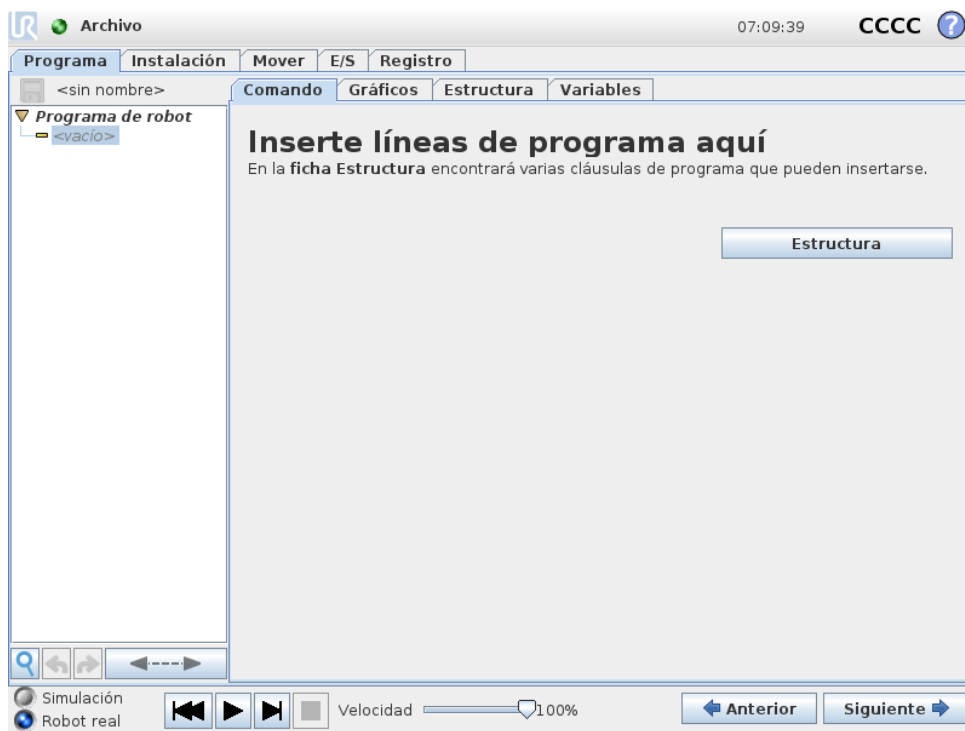 UR Archivo 07:09:39 CCCC ?
Programa Instalación Mover E/S Registro
<sin nombre> Comando Gráficos Estructura Variables
Programa de robot
<vacío>
Inserte líneas de programa aquí
En la ficha Estructura encontrará varias cláusulas de programa que pueden insertarse.
Estructura
Simulación
Robot real
Velocidad 100%
Anterior Siguiente